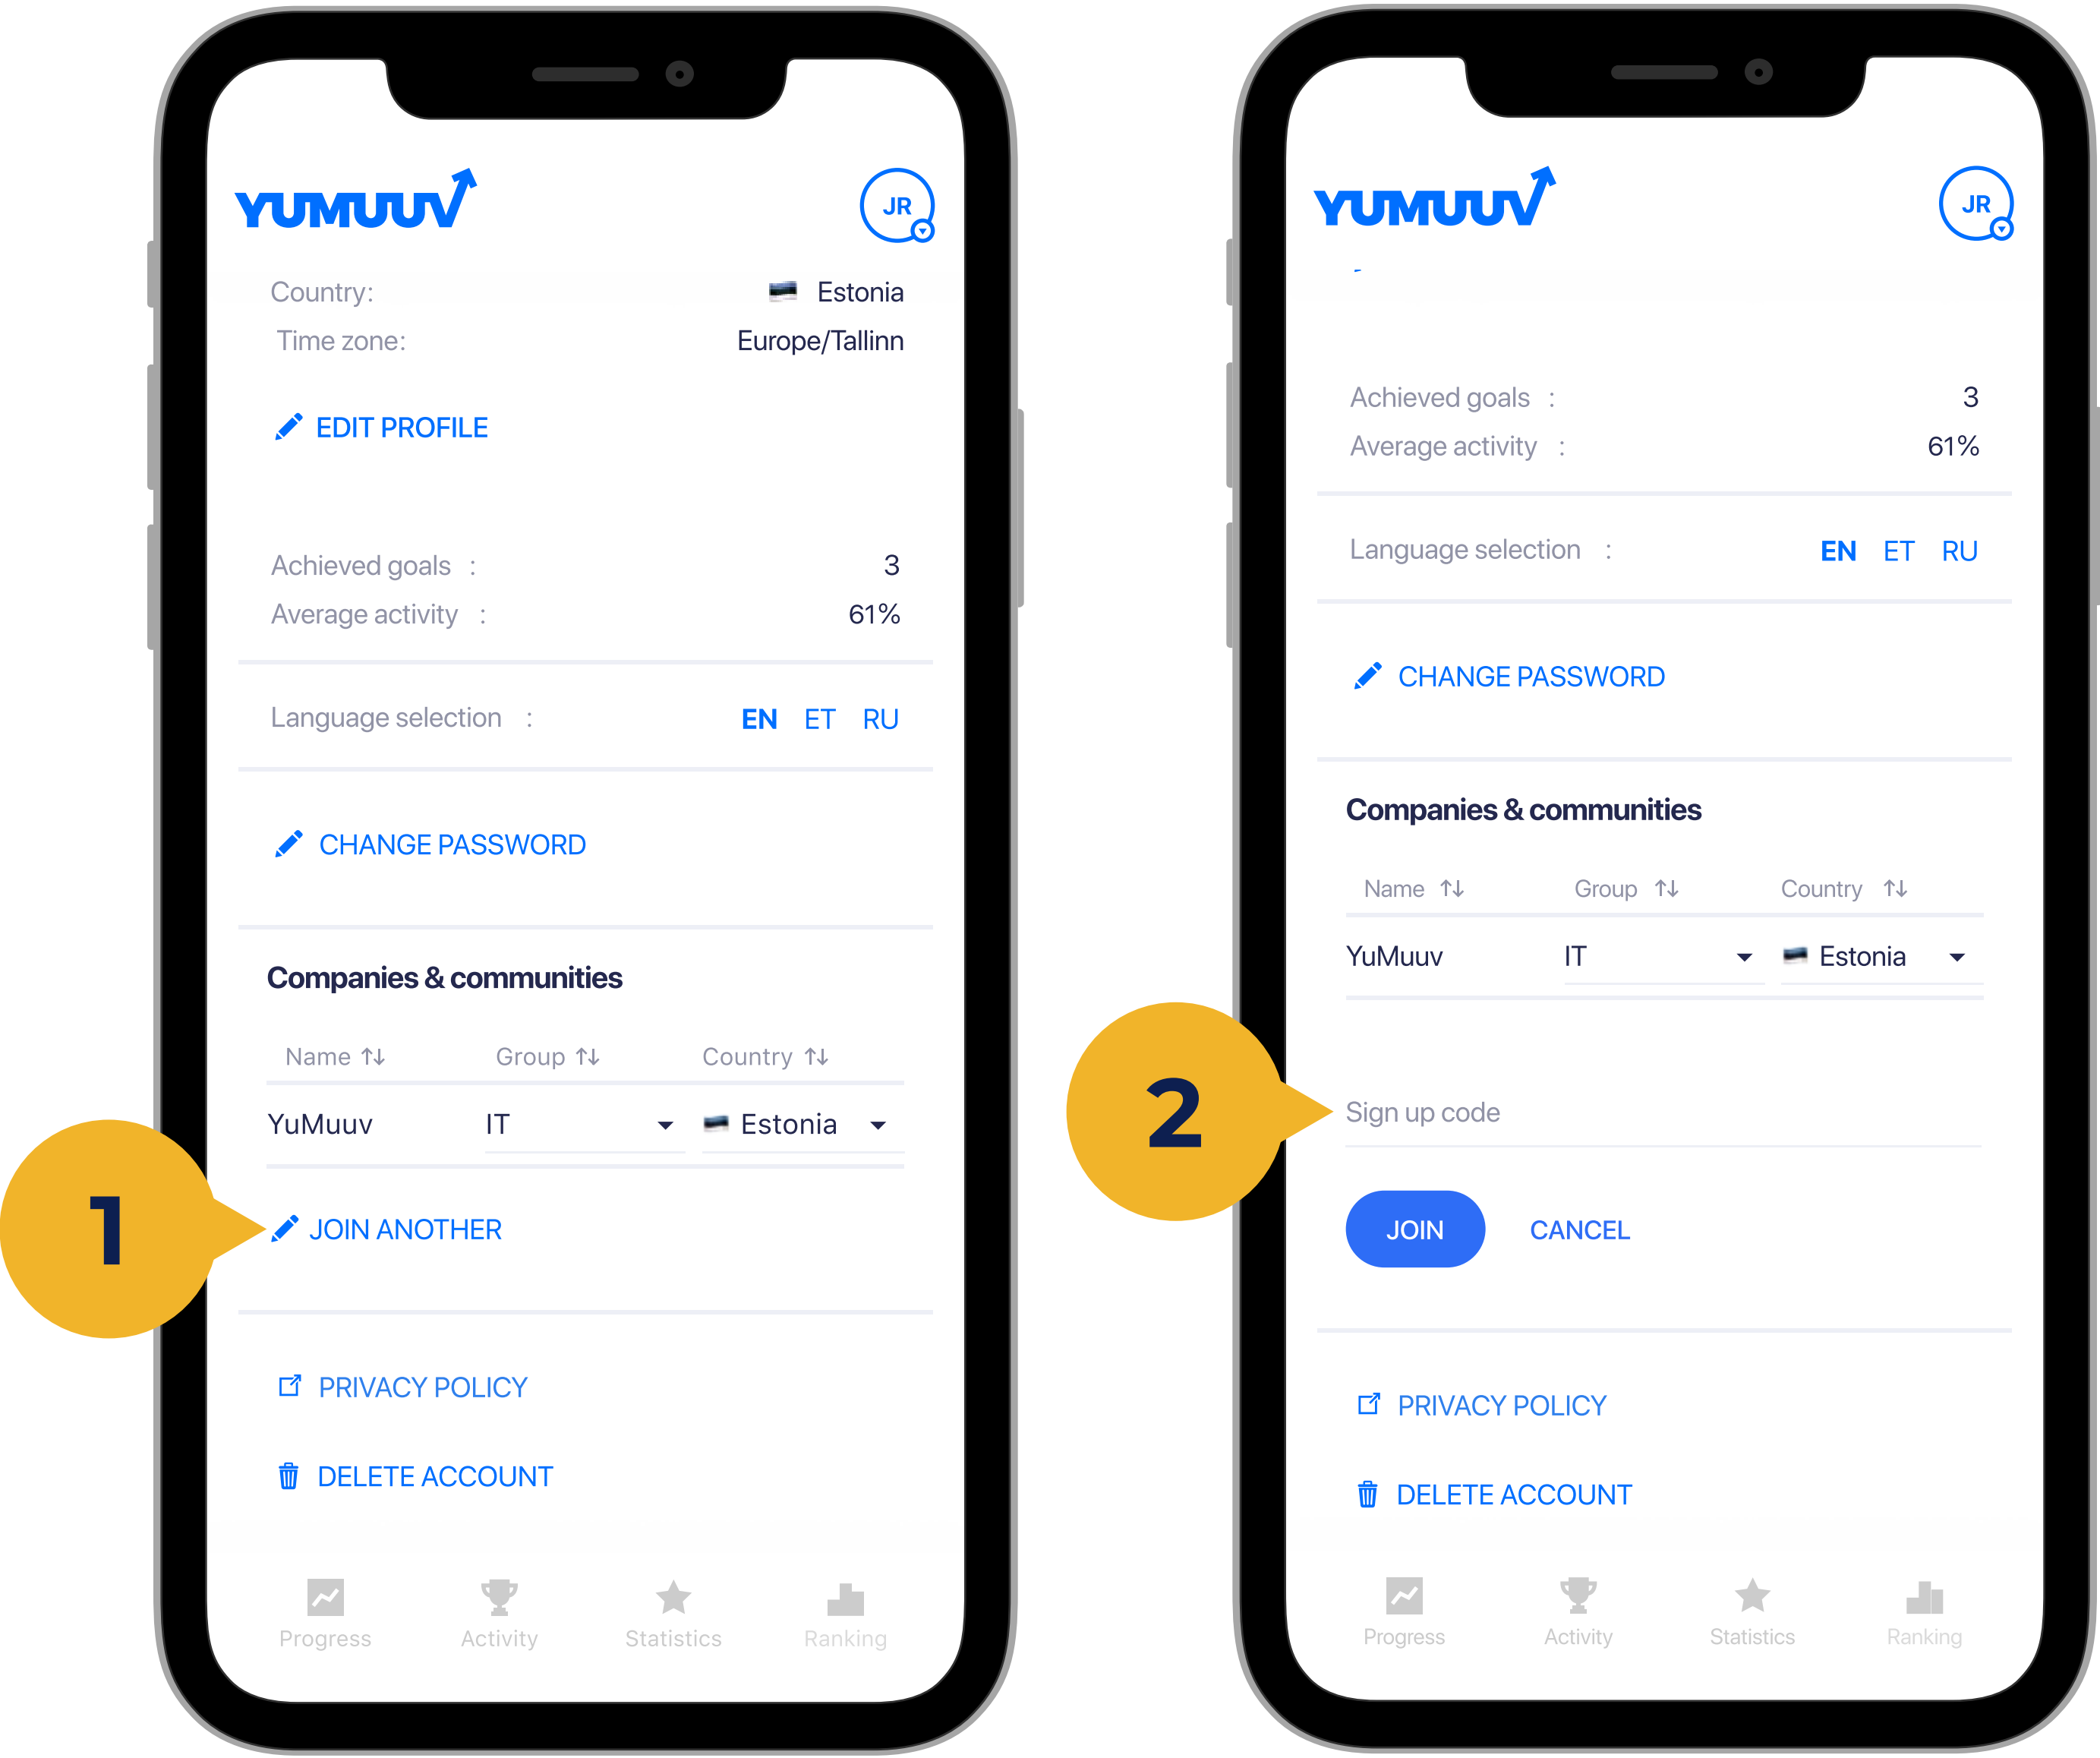 YUMUUV
JR
Country: Estonia
Time zone: Europe/Tallinn
EDIT PROFILE
Achieved goals : 3
Average activity : 61%
Language selection : EN ET RU
CHANGE PASSWORD
Companies & communities
Name Group Country
YuMuuv IT Estonia
1
JOIN ANOTHER
PRIVACY POLICY
DELETE ACCOUNT
Progress Activity Statistics Ranking
YUMUUV
JR
Achieved goals : 3
Average activity : 61%
Language selection : EN ET RU
CHANGE PASSWORD
Companies & communities
Name Group Country
YuMuuv IT Estonia
2
Sign up code
JOIN CANCEL
PRIVACY POLICY
DELETE ACCOUNT
Progress Activity Statistics Ranking